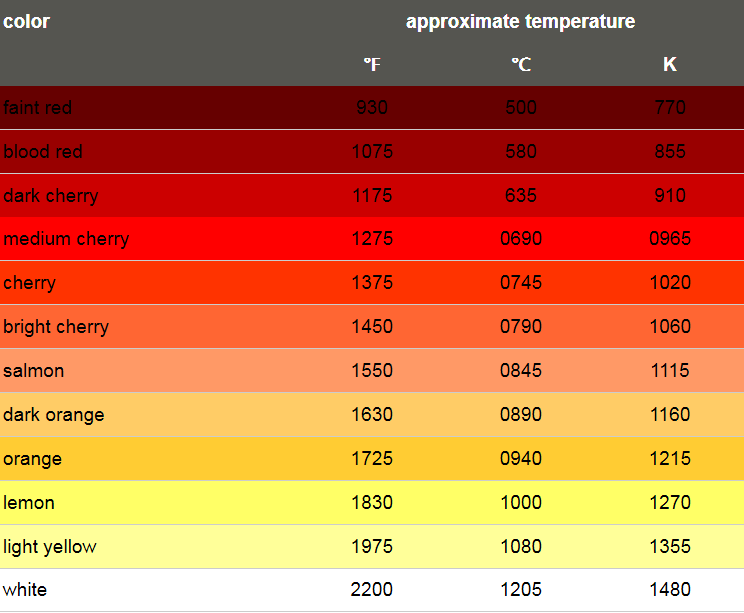 color approximate temperature
°F °C K
faint red 930 500 770
blood red 1075 580 855
dark cherry 1175 635 910
medium cherry 1275 0690 0965
cherry 1375 0745 1020
bright cherry 1450 0790 1060
salmon 1550 0845 1115
dark orange 1630 0890 1160
orange 1725 0940 1215
lemon 1830 1000 1270
light yellow 1975 1080 1355
white 2200 1205 1480